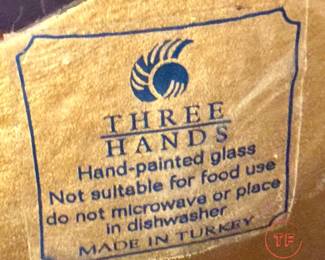 THREE
HANDS
Hand-painted glass
Not suitable for food use
do not microwave or place
in dishwasher
MADE IN TURKEY
TF